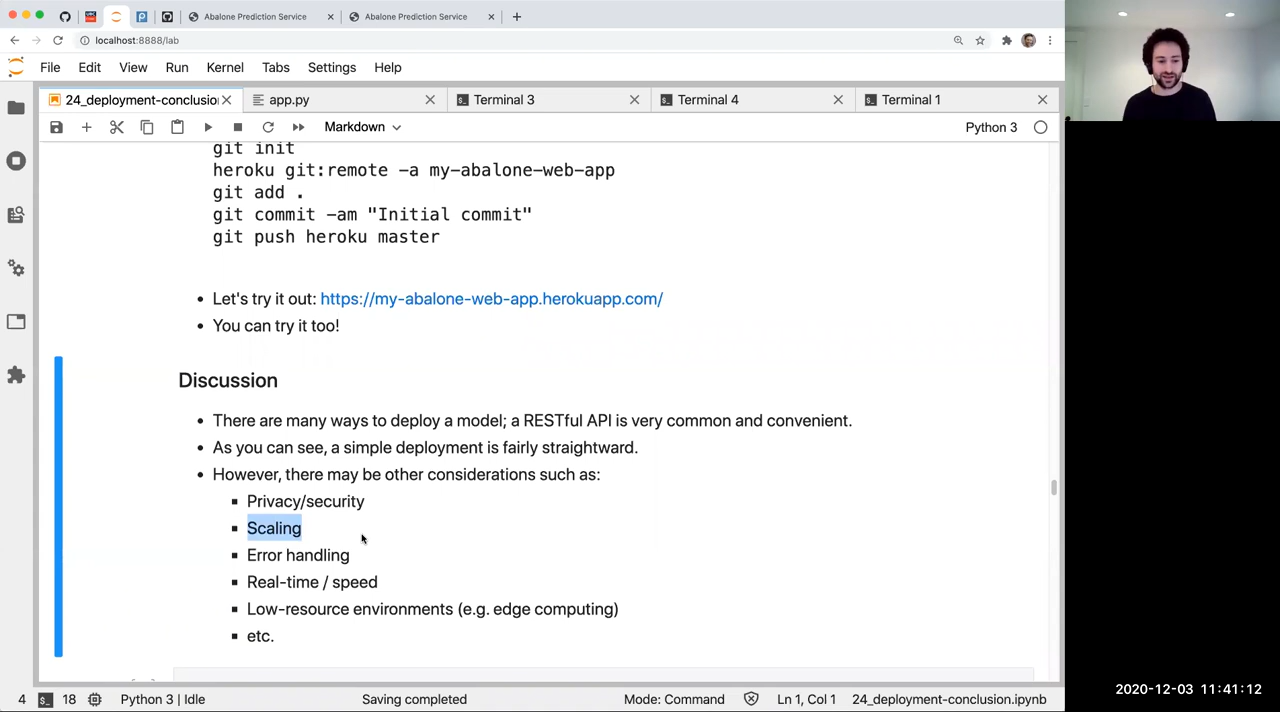 Abalone Prediction Service
Abalone Prediction Service
localhost:8888/lab
File Edit View Run Kernel Tabs Settings Help
24_deployment-conclusio app.py Terminal 3 Terminal 4 Terminal 1
Markdown Python 3
git init
heroku git:remote -a my-abalone-web-app
git add .
git commit -am "Initial commit"
git push heroku master
• Let's try it out: https://my-abalone-web-app.herokuapp.com/
• You can try it too!
Discussion
• There are many ways to deploy a model; a RESTful API is very common and convenient.
• As you can see, a simple deployment is fairly straightward.
• However, there may be other considerations such as:
▪ Privacy/security
▪ Scaling
▪ Error handling
▪ Real-time / speed
▪ Low-resource environments (e.g. edge computing)
▪ etc.
4 18 Python 3 | Idle Saving completed Mode: Command Ln 1, Col 1 24_deployment-conclusion.ipynb
2020-12-03 11:41:12